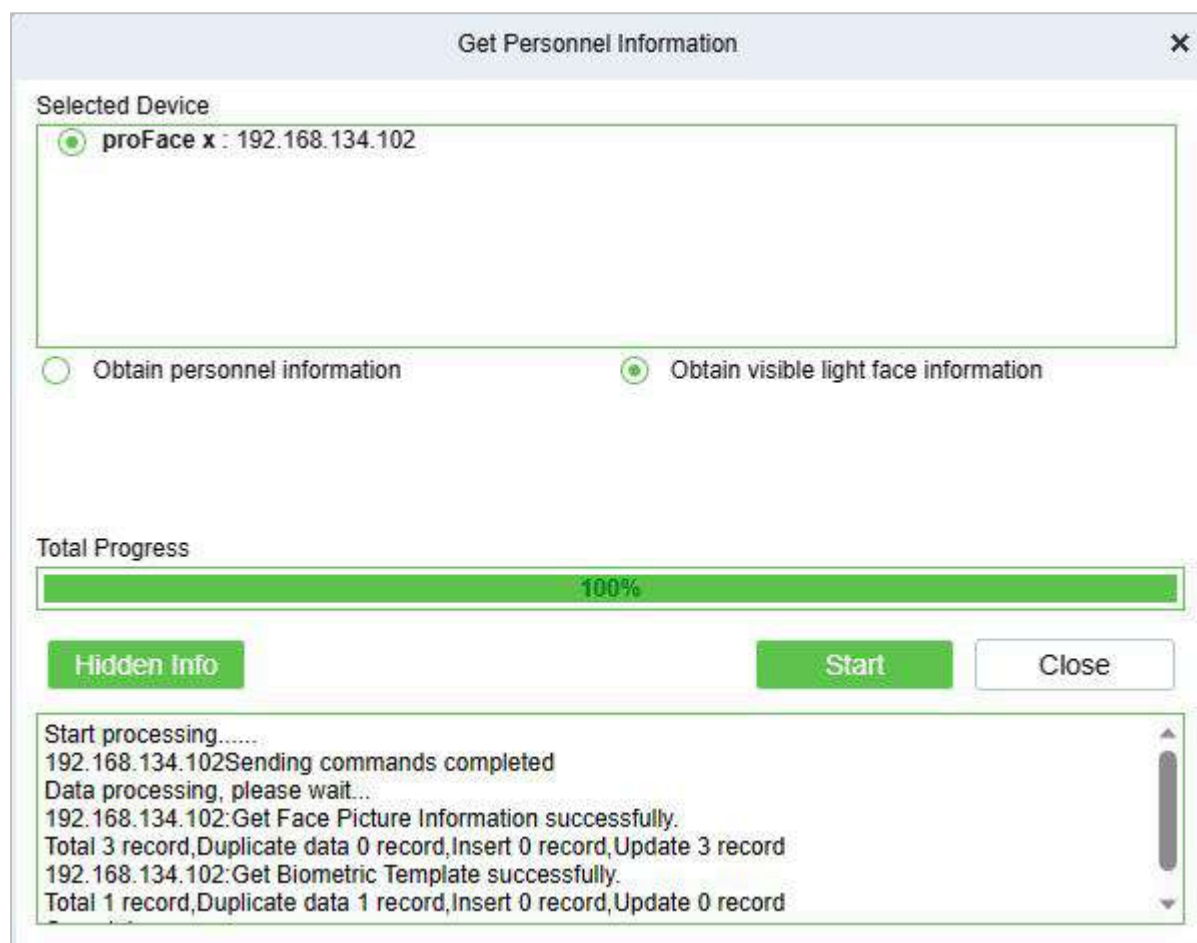 Get Personnel Information
Selected Device
proFace x : 192.168.134.102
Obtain personnel information
Obtain visible light face information
Total Progress
100%
Hidden Info
Start
Close
Start processing......
192.168.134.102Sending commands completed
Data processing, please wait...
192.168.134.102:Get Face Picture Information successfully.
Total 3 record,Duplicate data 0 record,Insert 0 record,Update 3 record
192.168.134.102:Get Biometric Template successfully.
Total 1 record,Duplicate data 1 record,Insert 0 record,Update 0 record